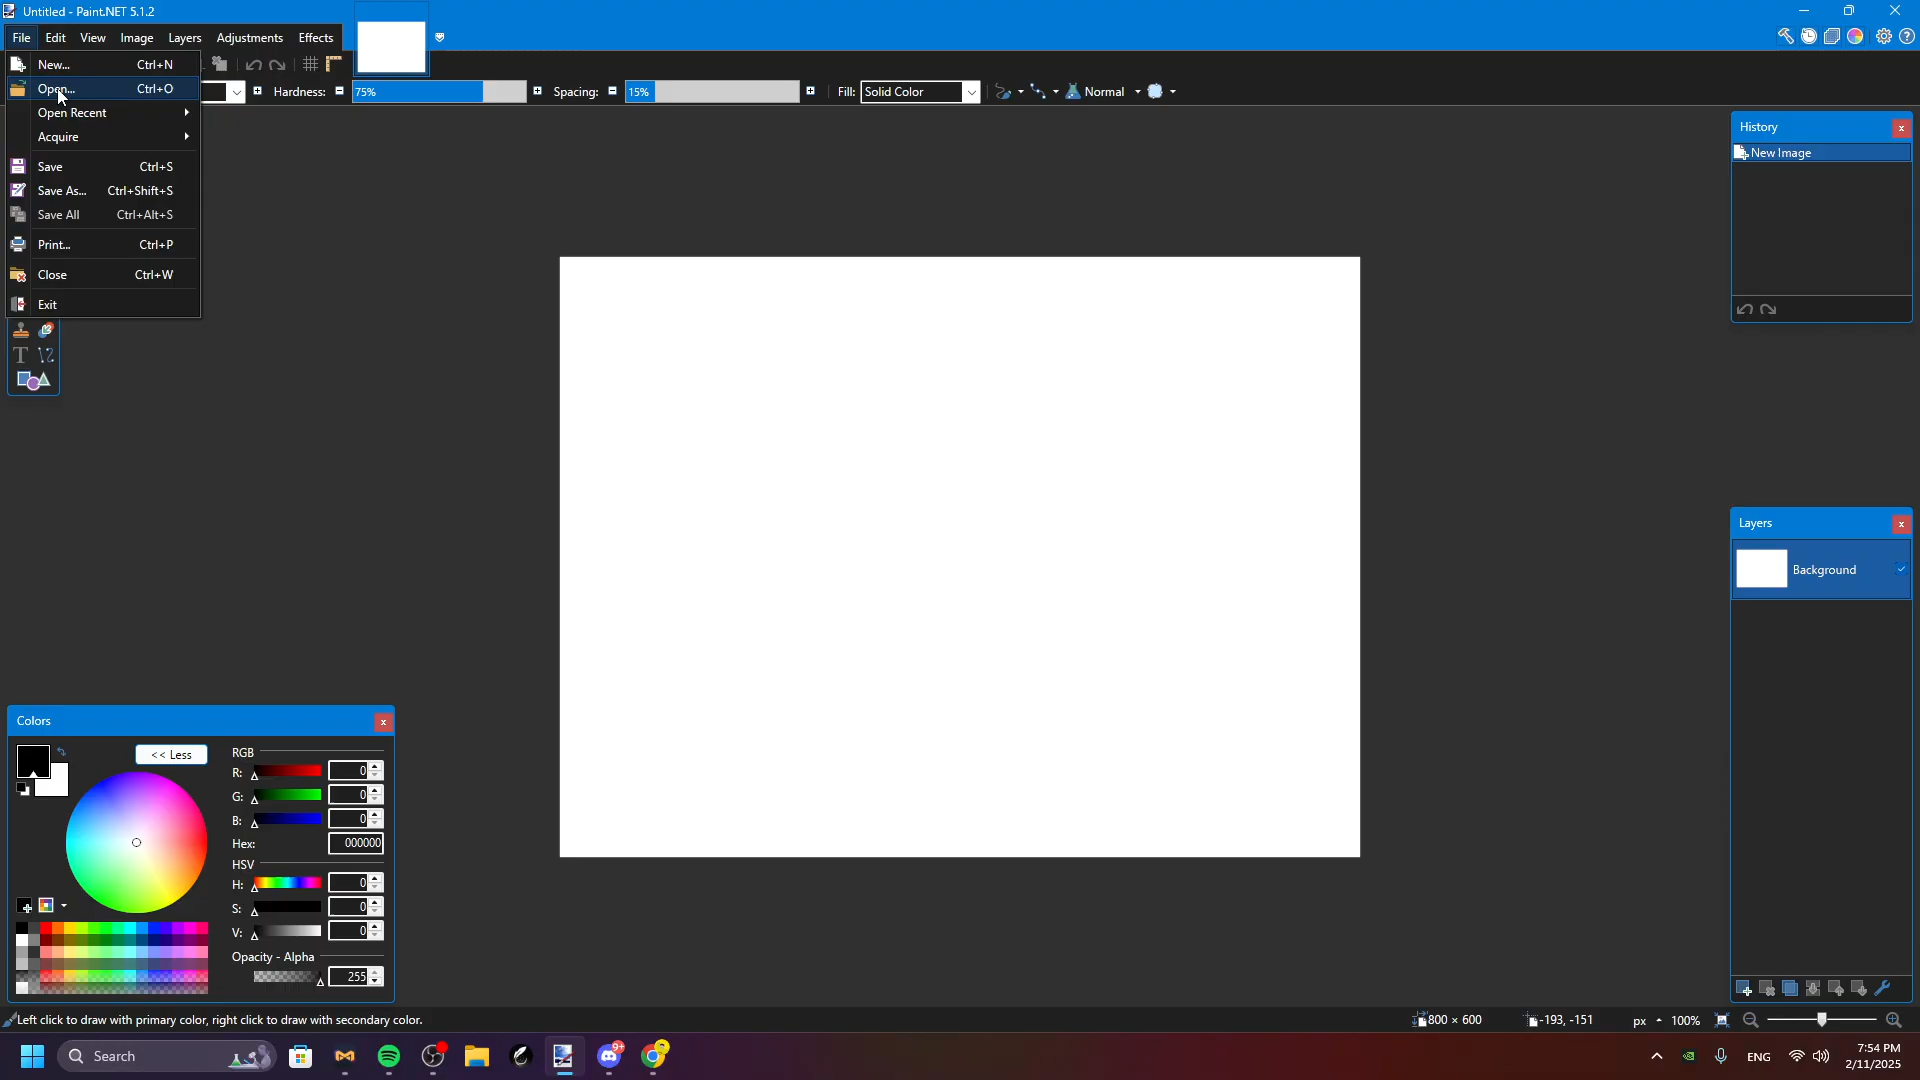 Untitled - Paint.NET 5.1.2
File Edit View Image Layers Adjustments Effects
New... Ctrl+N
Open... Ctrl+O
Open Recent
Acquire
Save Ctrl+S
Save As... Ctrl+Shift+S
Save All Ctrl+Alt+S
Print... Ctrl+P
Close Ctrl+W
Exit
Hardness: 75% Spacing: 15% Fill: Solid Color Normal
History
New Image
Layers
Background
Colors
<< Less
RGB
R: 0
G: 0
B: 0
Hex: 000000
HSV
H: 0
S: 0
V: 0
Opacity - Alpha
255
Left click to draw with primary color, right click to draw with secondary color.
800 × 600 -193, -151 px 100%
Search
9+
ENG
7:54 PM
2/11/2025